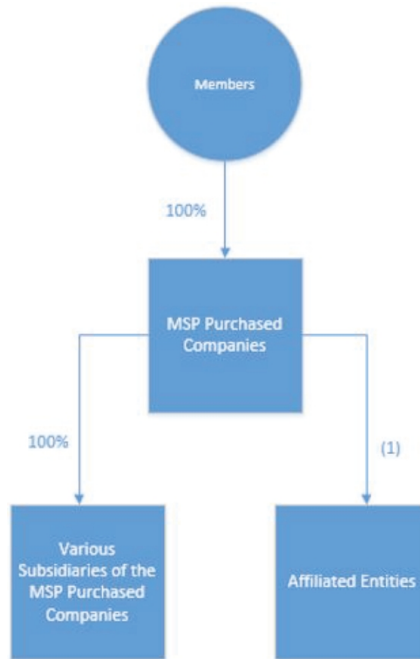 Members
100%
MSP Purchased
Companies
100%
(1)
Various
Subsidiaries of the
MSP Purchased
Companies
Affiliated Entities